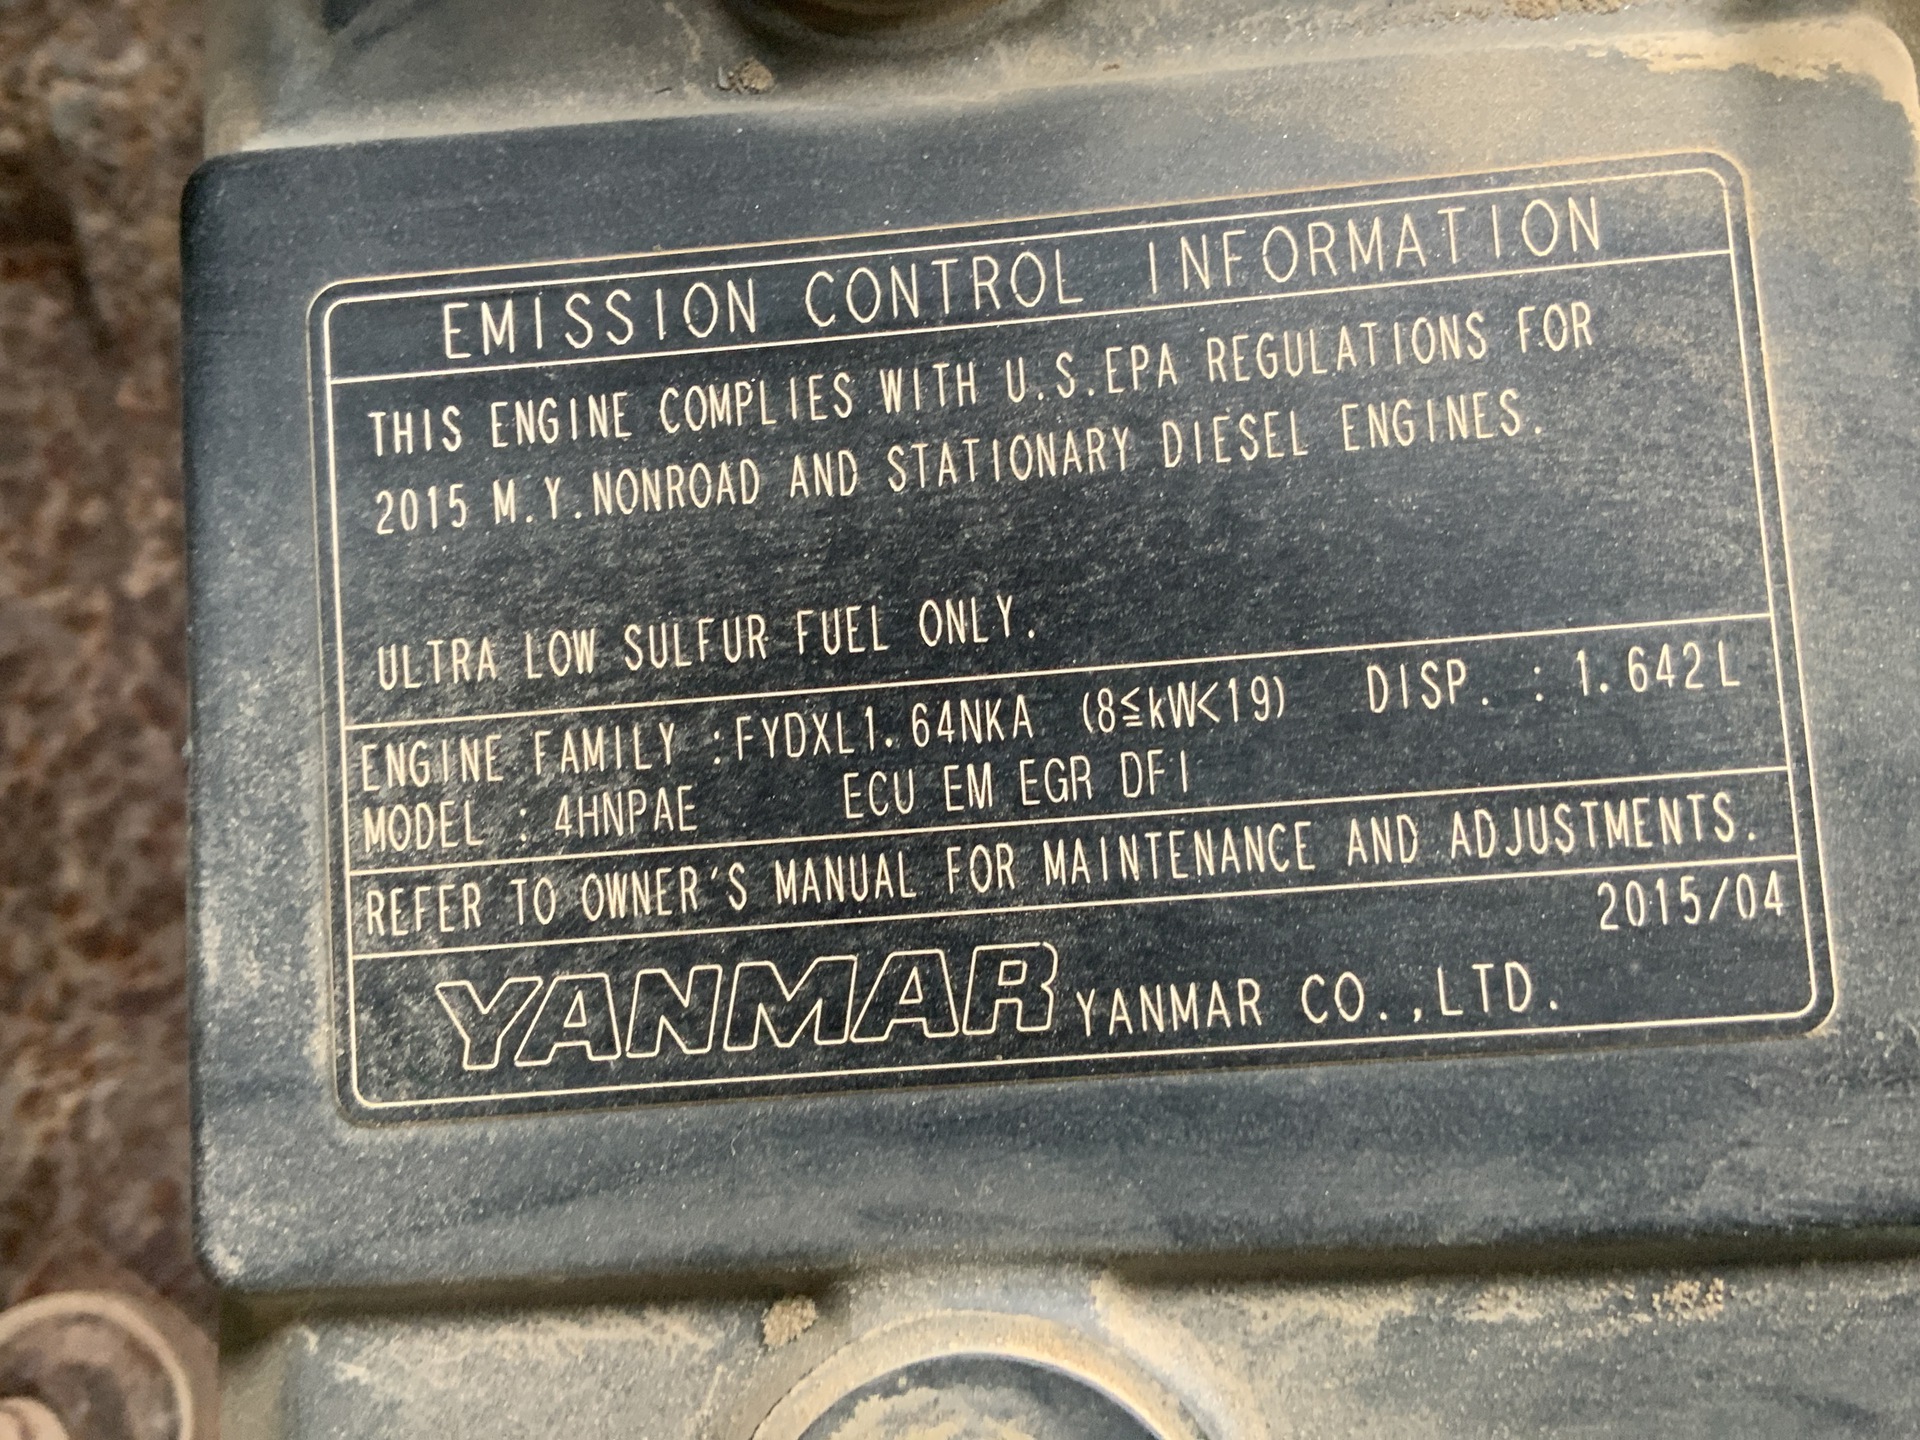 EMISSION CONTROL INFORMATION
THIS ENGINE COMPLIES WITH U.S.EPA REGULATIONS FOR
2015 M.Y.NONROAD AND STATIONARY DIESEL ENGINES.
ULTRA LOW SULFUR FUEL ONLY.
ENGINE FAMILY :FYDXL1.64NKA (8≦kW<19) DISP. : 1.642L
MODEL : 4HNPAE ECU EM EGR DFI
REFER TO OWNER'S MANUAL FOR MAINTENANCE AND ADJUSTMENTS.
2015/04
YANMAR YANMAR CO.,LTD.